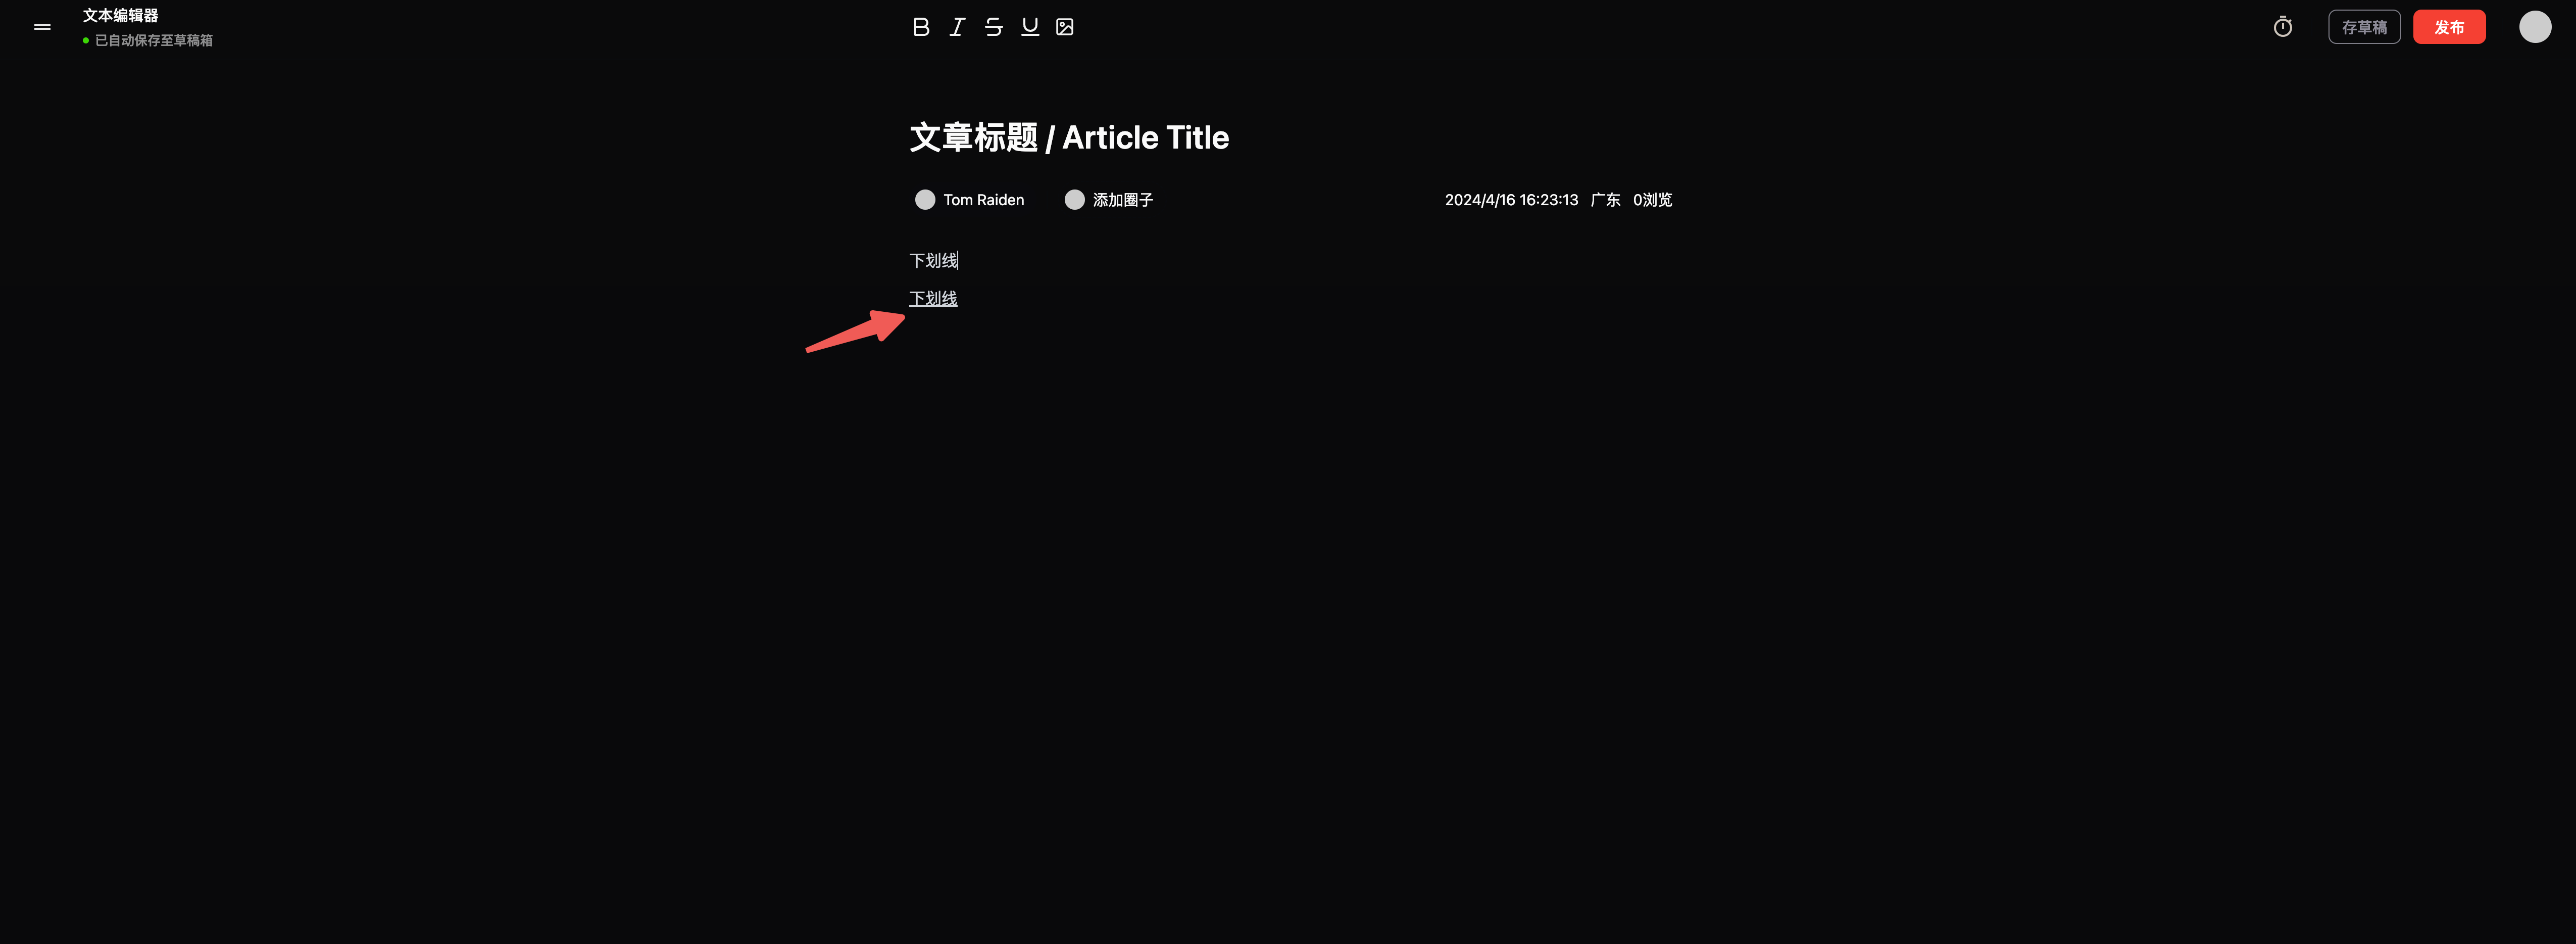 文本编辑器
已自动保存至草稿箱
存草稿
发布
文章标题 / Article Title
Tom Raiden
添加圈子
2024/4/16 16:23:13 广东 0浏览
下划线
下划线